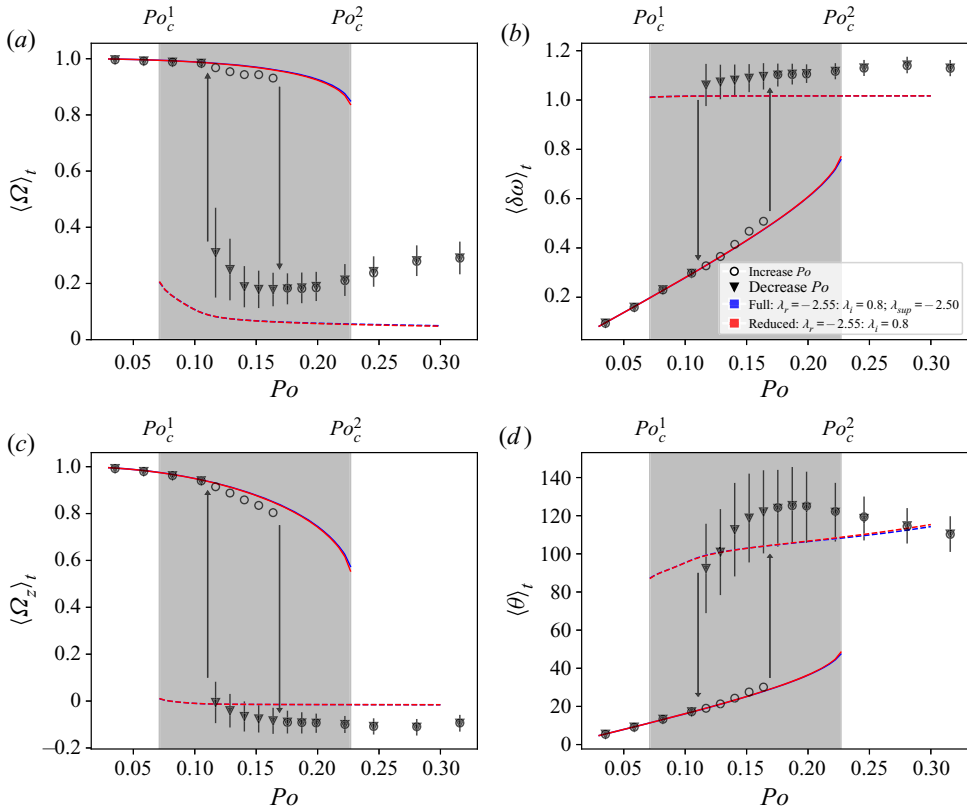 Po_c^1 Po_c^2 Po_c^1 Po_c^2
(a) (b)
1.0
0.8
0.6
0.4
0.2
0
⟨Ω⟩_t
0.05 0.10 0.15 0.20 0.25 0.30
Po
1.2
1.0
0.8
0.6
0.4
0.2
⟨δω⟩_t
Increase Po
Decrease Po
Full: λ_r = −2.55: λ_i = 0.8; λ_sup = −2.50
Reduced: λ_r = −2.55: λ_i = 0.8
0.05 0.10 0.15 0.20 0.25 0.30
Po
Po_c^1 Po_c^2 Po_c^1 Po_c^2
(c) (d)
1.0
0.8
0.6
0.4
0.2
0
−0.2
⟨Ω_z⟩_t
0.05 0.10 0.15 0.20 0.25 0.30
Po
140
120
100
80
60
40
20
0
⟨θ⟩_t
0.05 0.10 0.15 0.20 0.25 0.30
Po